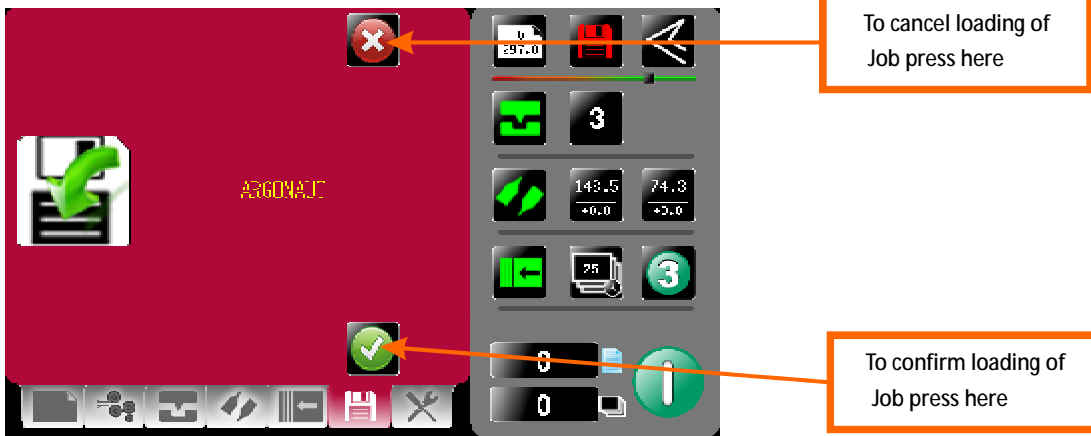 To cancel loading of
Job press here
ARGONAUT
297.0
3
143.5 74.3
+0.0 +0.0
25 3
0
0
To confirm loading of
Job press here